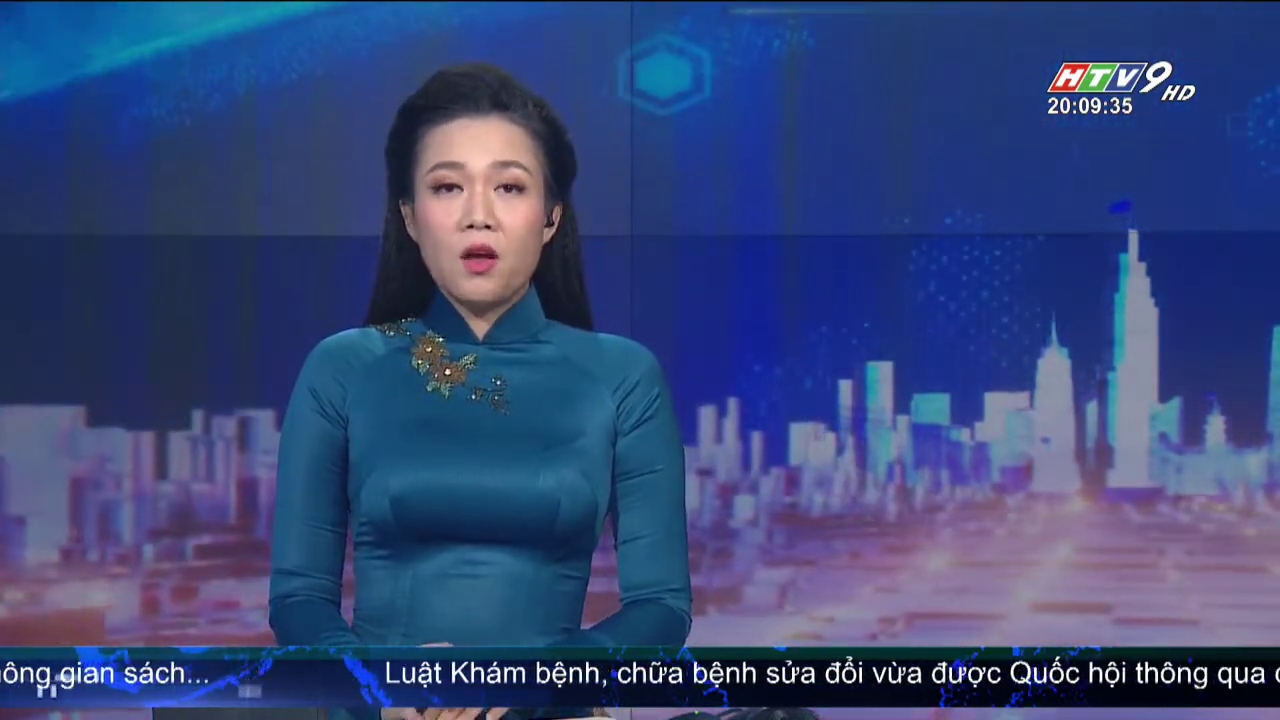 HTV9 HD
20:09:35
gian sách... Luật Khám bệnh, chữa bệnh sửa đổi vừa được Quốc hội thông qua